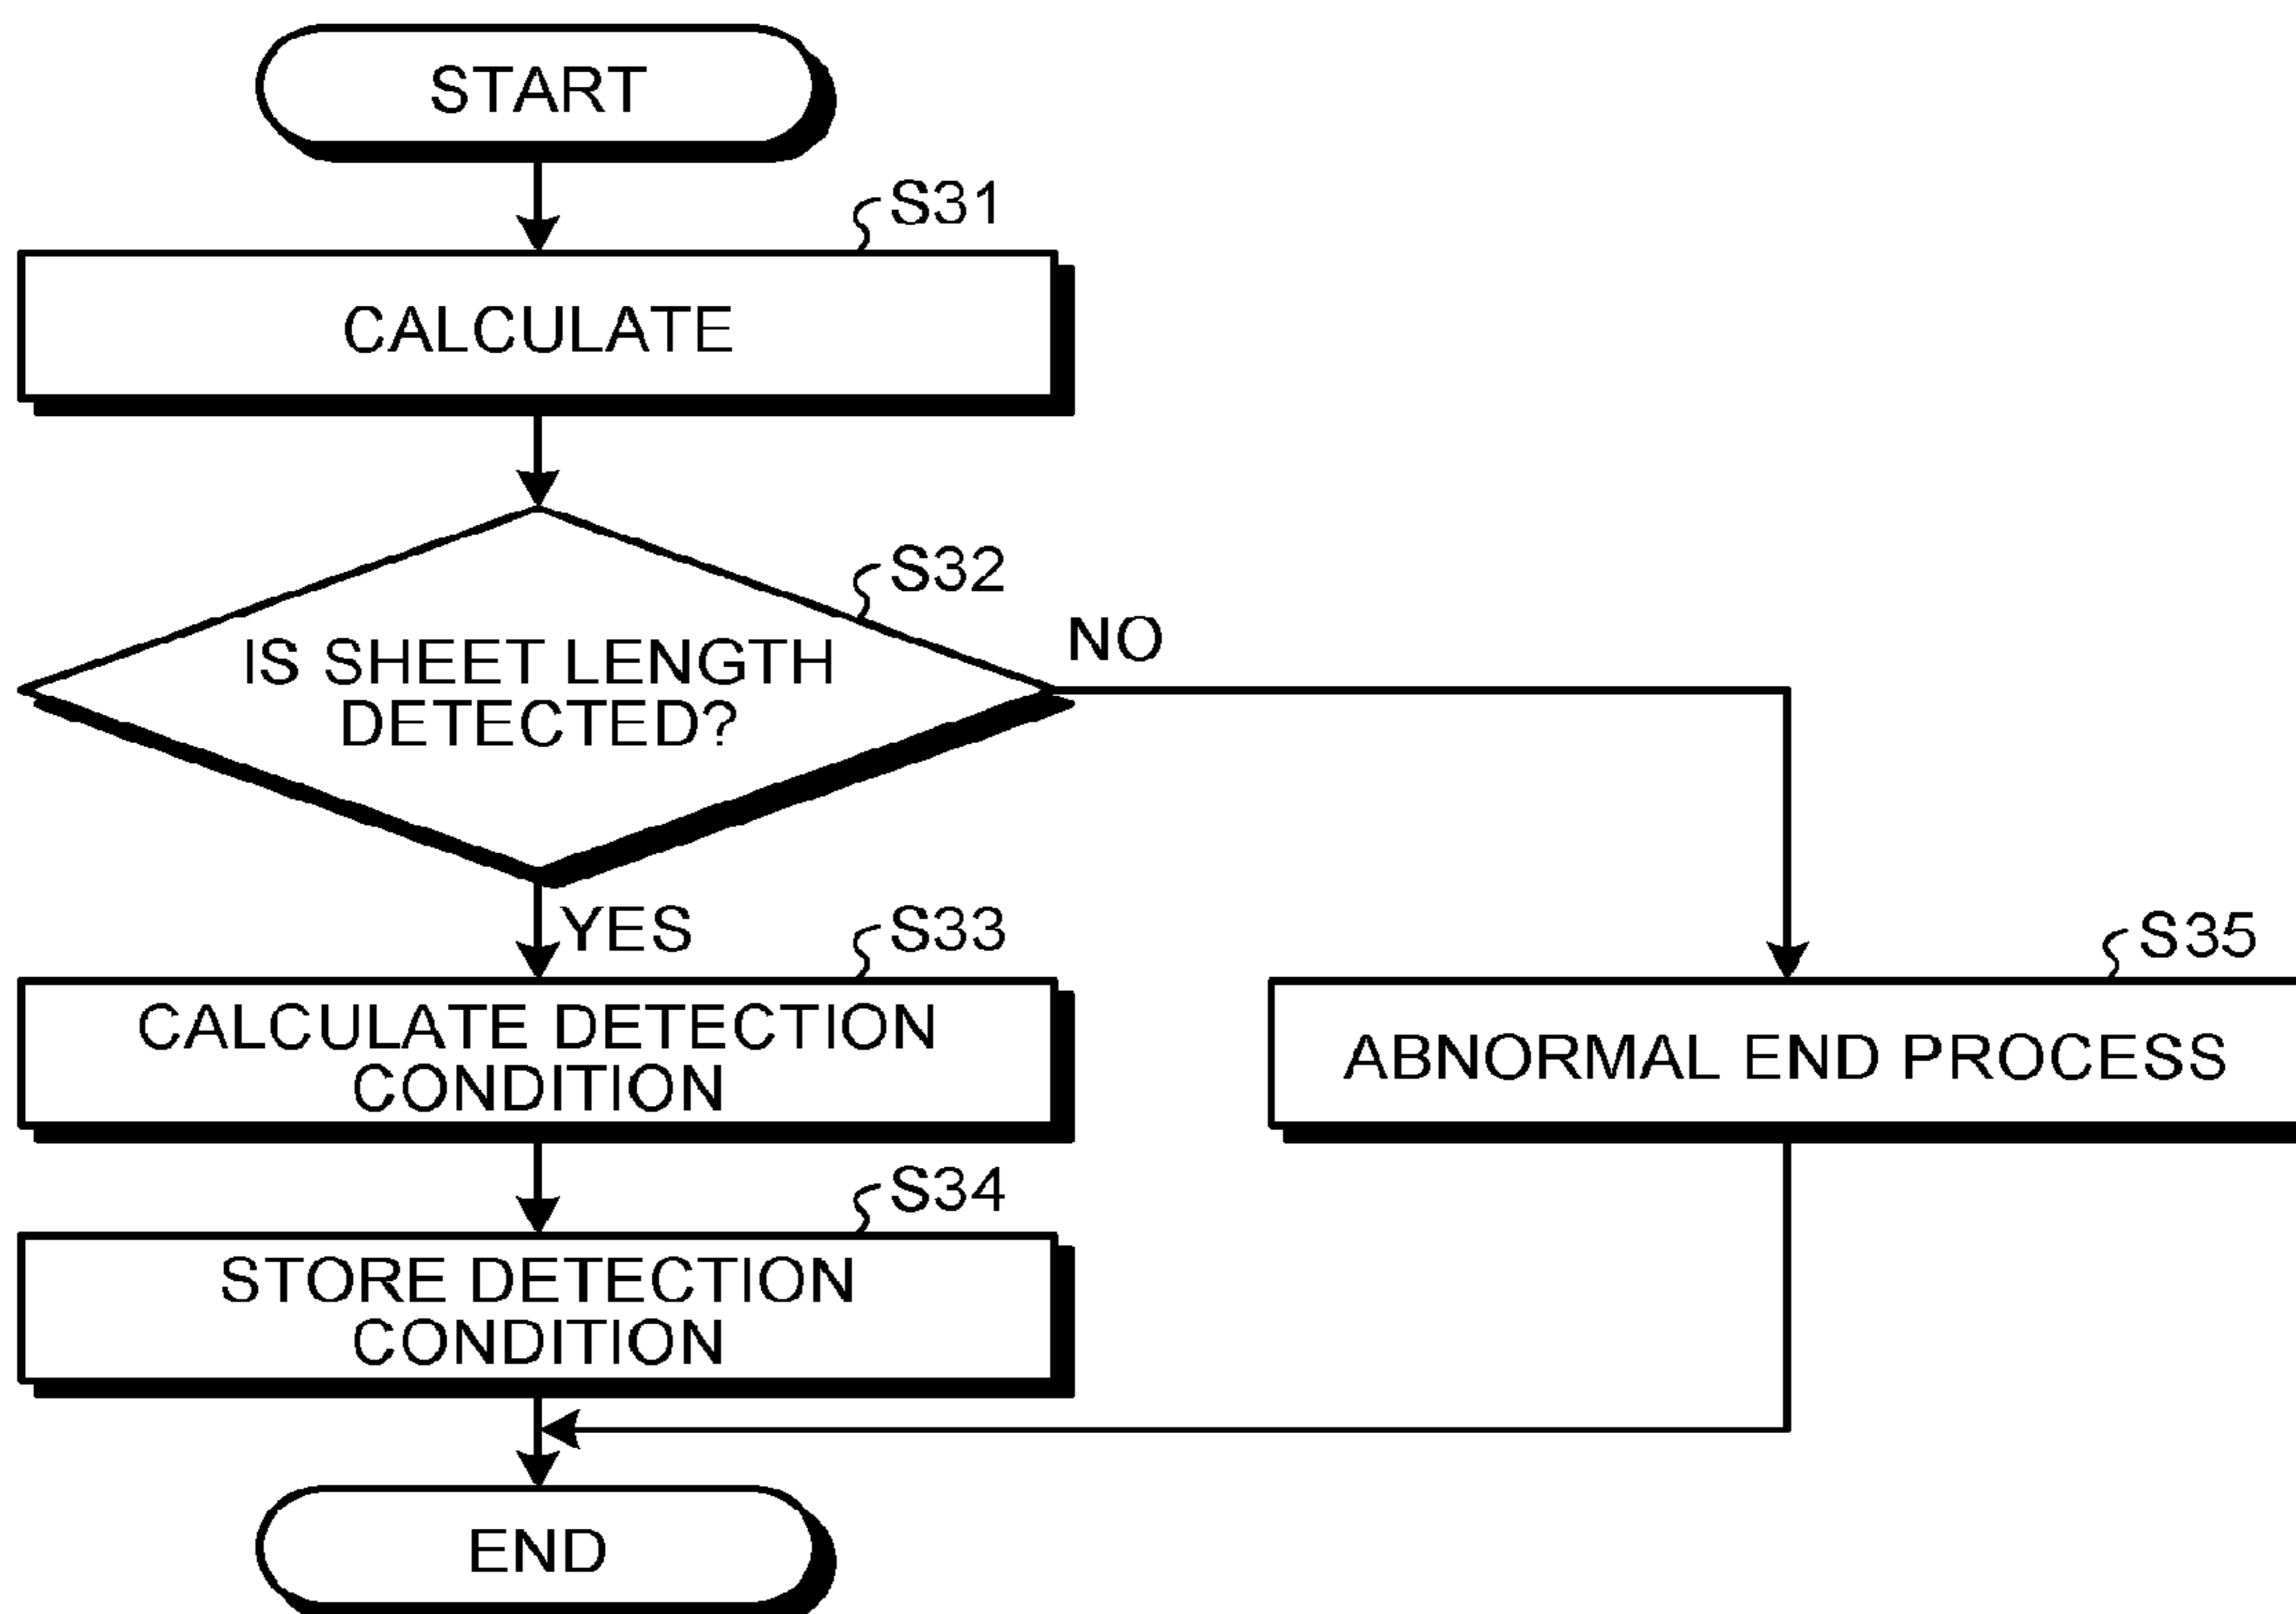 START
S31
CALCULATE
S32
IS SHEET LENGTH
DETECTED?
NO
YES
S33
CALCULATE DETECTION
CONDITION
S35
ABNORMAL END PROCESS
S34
STORE DETECTION
CONDITION
END